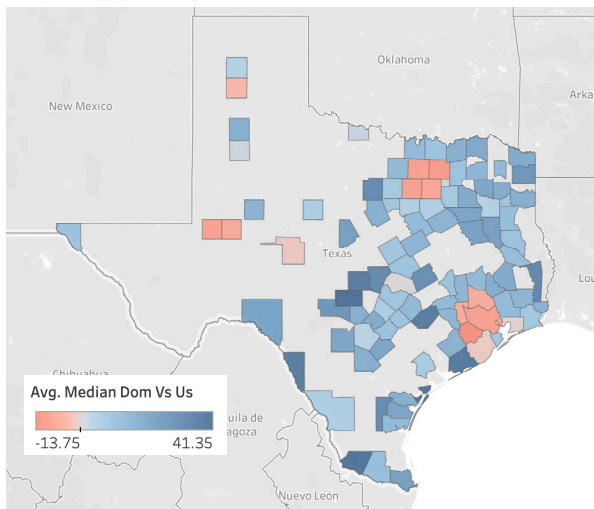 Oklahoma
New Mexico
Arka
Texas
Lou
Chihuahua
Avg. Median Dom Vs Us
-13.75 41.35
uila de
agoza
Nuevo León